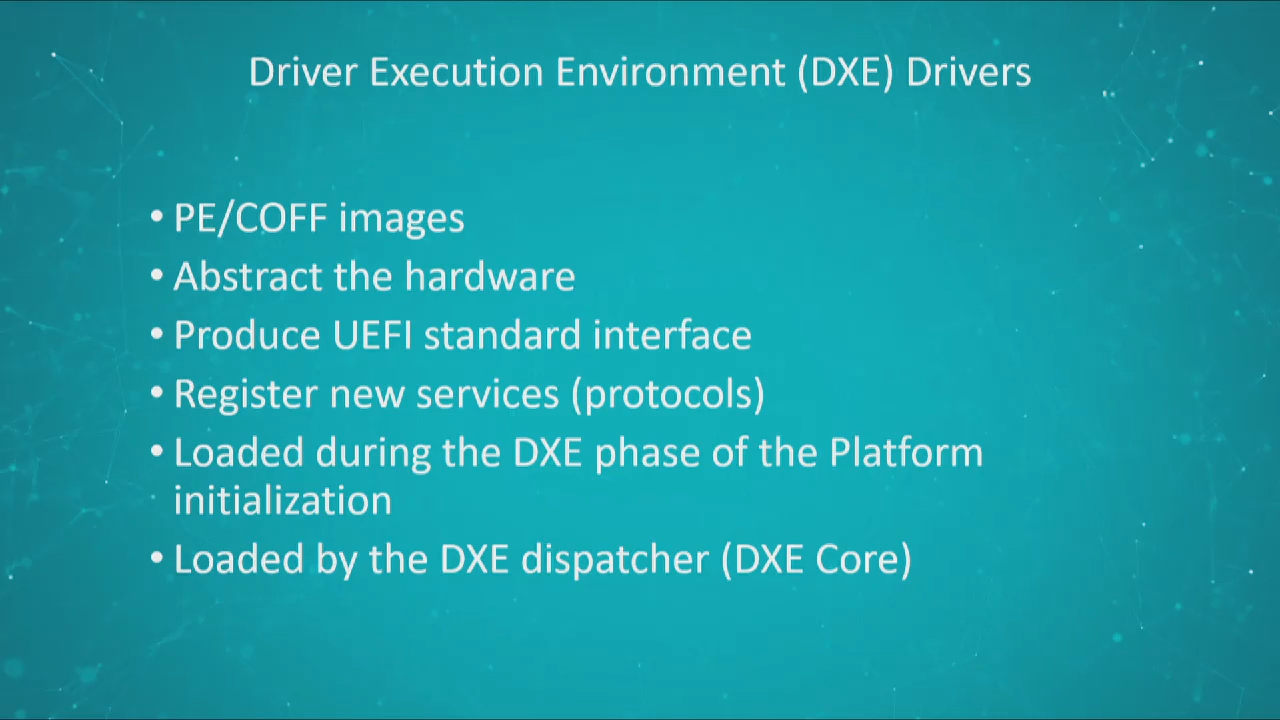 Driver Execution Environment (DXE) Drivers
• PE/COFF images
• Abstract the hardware
• Produce UEFI standard interface
• Register new services (protocols)
• Loaded during the DXE phase of the Platform
initialization
• Loaded by the DXE dispatcher (DXE Core)